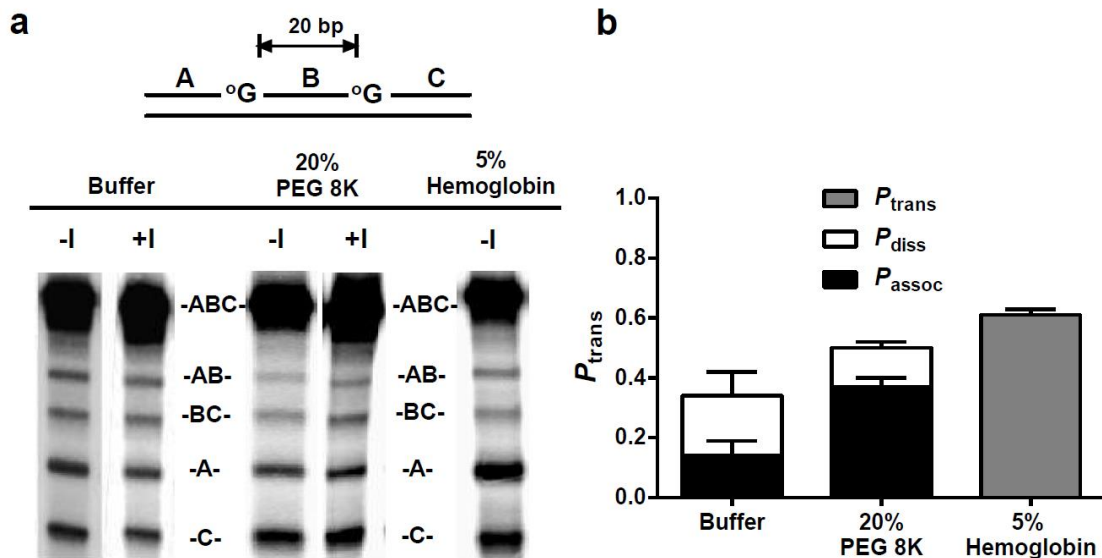 a
20 bp
A °G B °G C
Buffer 20% PEG 8K 5% Hemoglobin
-I +I -I +I -I
-ABC- -ABC-
-AB- -AB-
-BC- -BC-
-A- -A-
-C- -C-
b
Ptrans
1.0
0.8
0.6
0.4
0.2
0.0
Ptrans
Pdiss
Passoc
Buffer 20% PEG 8K 5% Hemoglobin